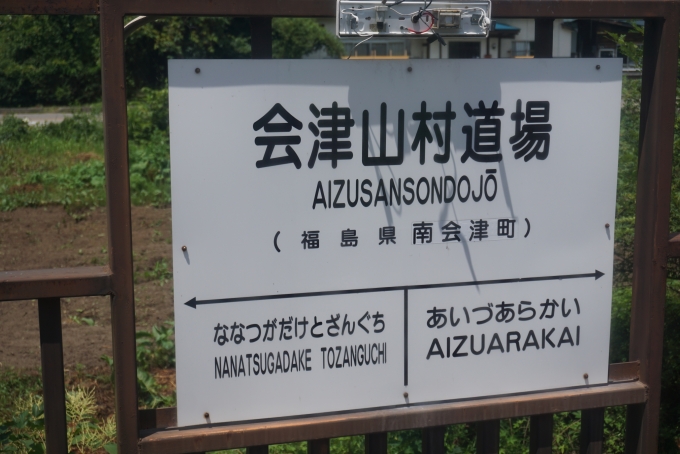 会津山村道場
AIZUSANSONDOJŌ
(福島県南会津町)
ななつがだけとざんぐち
NANATSUGADAKE TOZANGUCHI
あいづあらかい
AIZUARAKAI